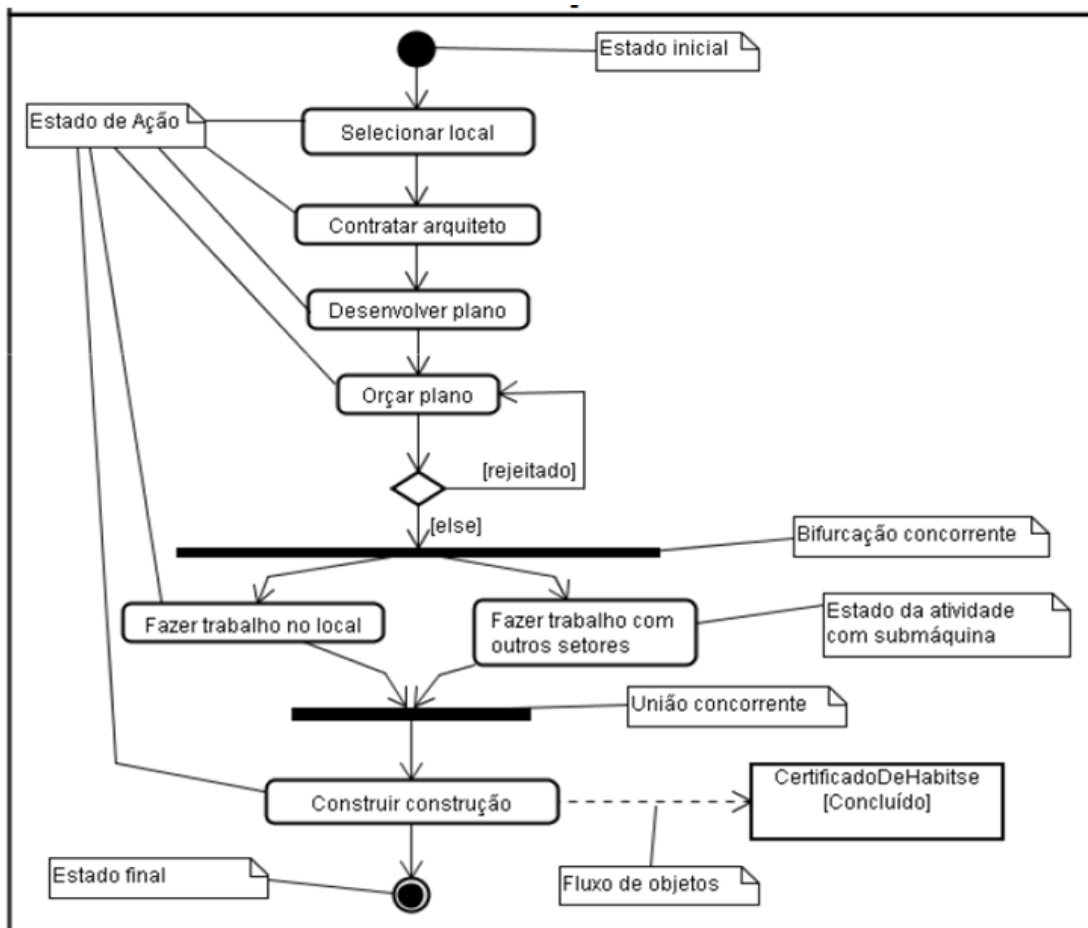 Estado inicial
Estado de Ação
Selecionar local
Contratar arquiteto
Desenvolver plano
Orçar plano
[rejeitado]
[else]
Bifurcação concorrente
Fazer trabalho no local
Fazer trabalho com
outros setores
Estado da atividade
com submáquina
União concorrente
Construir construção
CertificadoDeHabitse
[Concluído]
Estado final
Fluxo de objetos